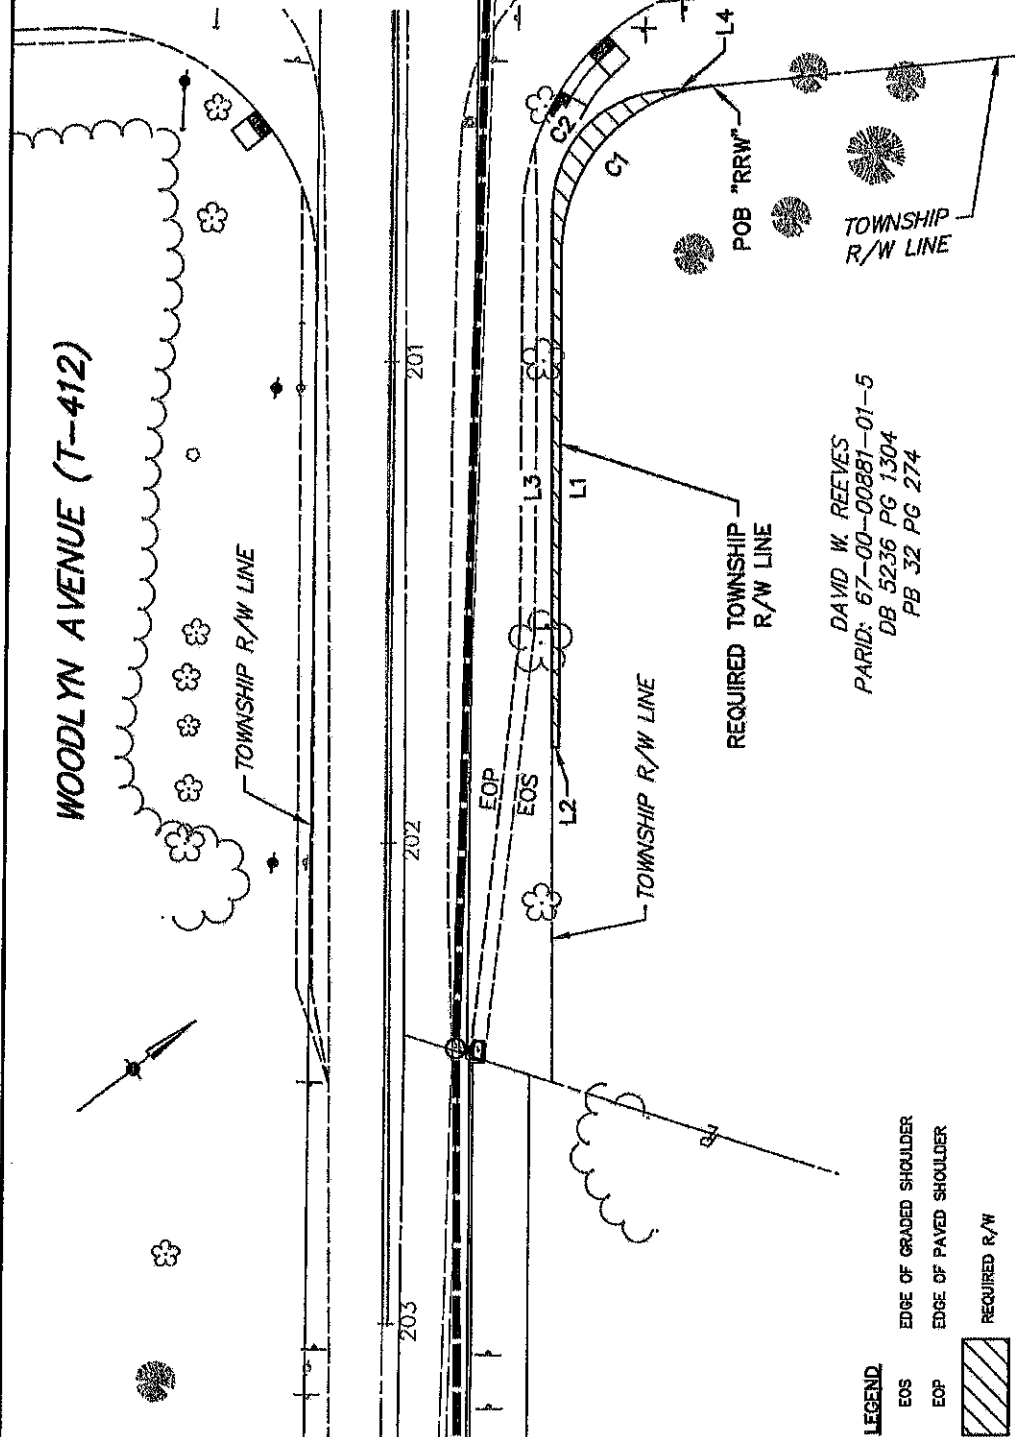 WOODLYN AVENUE (T-412)
TOWNSHIP R/W LINE
201
202
203
L3
L1
EOP
EOS
L2
TOWNSHIP R/W LINE
REQUIRED TOWNSHIP
R/W LINE
C2
C1
L4
POB "RRW"
TOWNSHIP
R/W LINE
DAVID W. REEVES
PARID: 67-00-00881-01-5
DB 5236 PG 1304
PB 32 PG 274
LEGEND
EOS EDGE OF GRADED SHOULDER
EOP EDGE OF PAVED SHOULDER
REQUIRED R/W